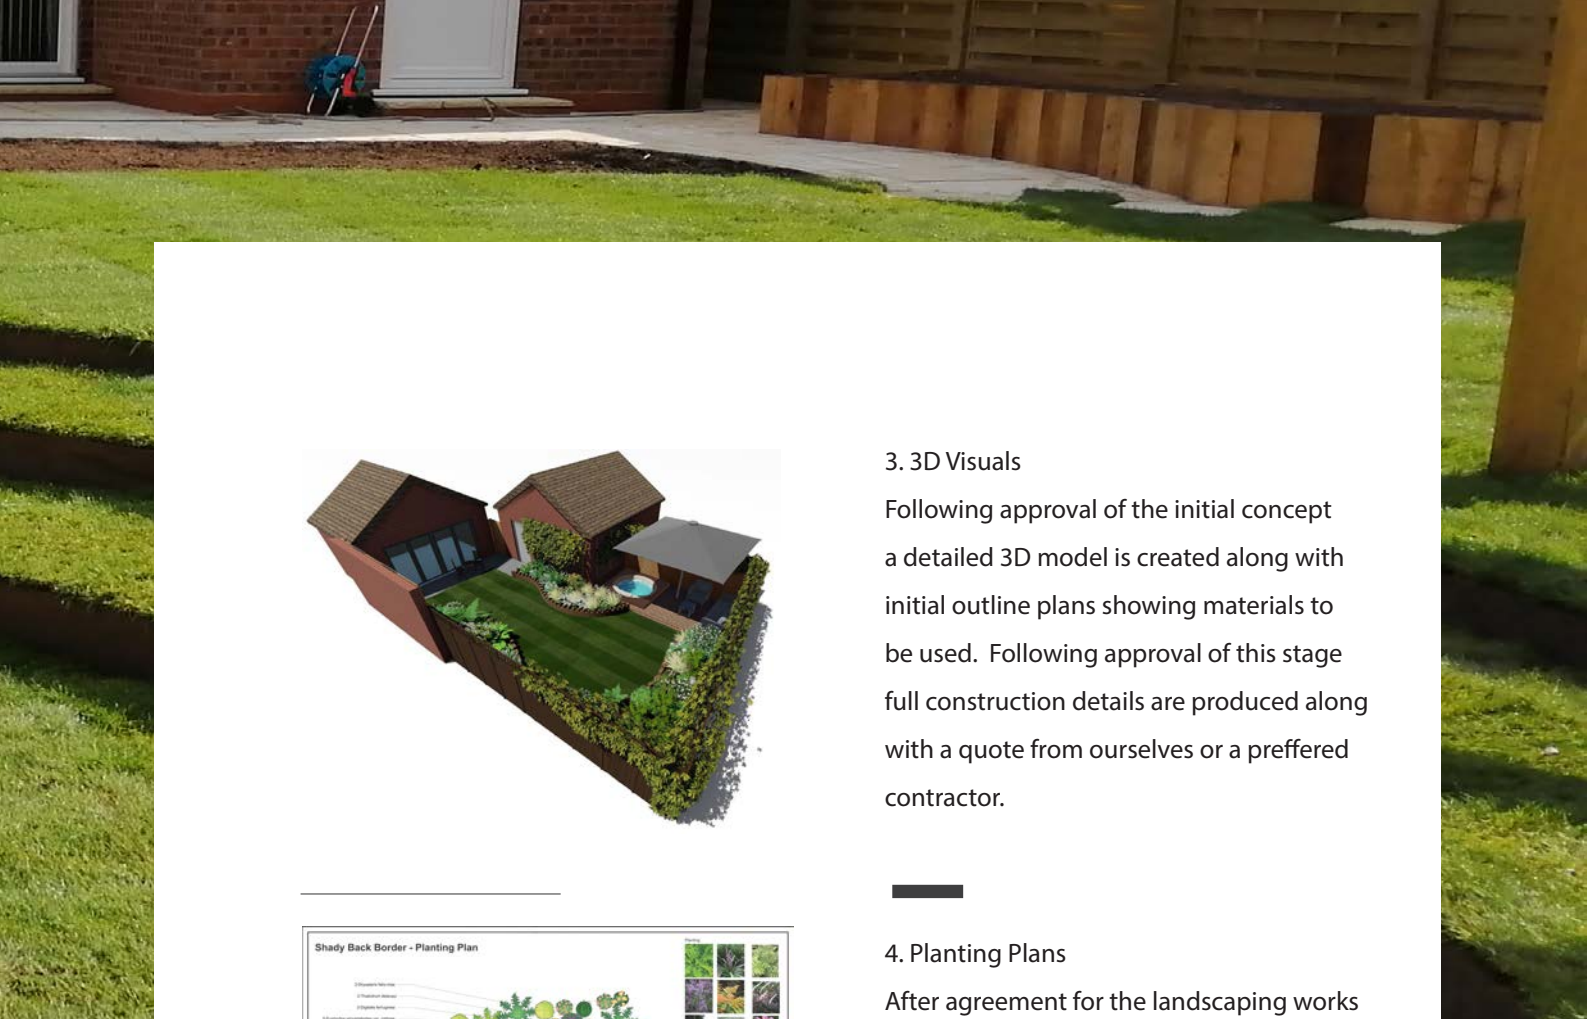 3. 3D Visuals
Following approval of the initial concept
a detailed 3D model is created along with
initial outline plans showing materials to
be used.  Following approval of this stage
full construction details are produced along
with a quote from ourselves or a preffered
contractor.
Shady Back Border - Planting Plan
Planting
4. Planting Plans
After agreement for the landscaping works